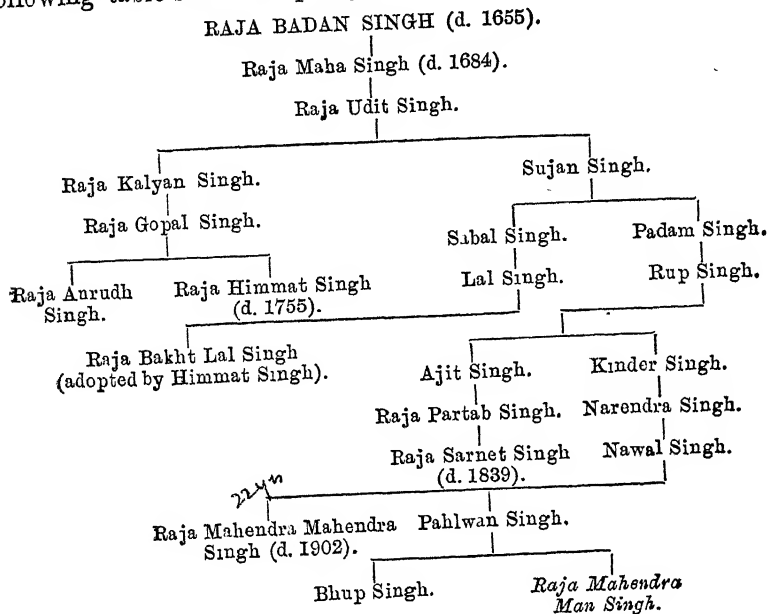 RAJA BADAN SINGH (d. 1655).
Raja Maha Singh (d. 1684).
Raja Udit Singh.
Raja Kalyan Singh.
Sujan Singh.
Raja Gopal Singh.
Sabal Singh.
Padam Singh.
Raja Anrudh
Singh.
Raja Himmat Singh
(d. 1755).
Lal Singh.
Rup Singh.
Raja Bakht Lal Singh
(adopted by Himmat Singh).
Ajit Singh.
Kinder Singh.
Raja Partab Singh.
Narendra Singh.
Raja Sarnet Singh
(d. 1839).
Nawal Singh.
Raja Mahendra Mahendra
Singh (d. 1902).
Pahlwan Singh.
Bhup Singh.
Raja Mahendra
Man Singh.